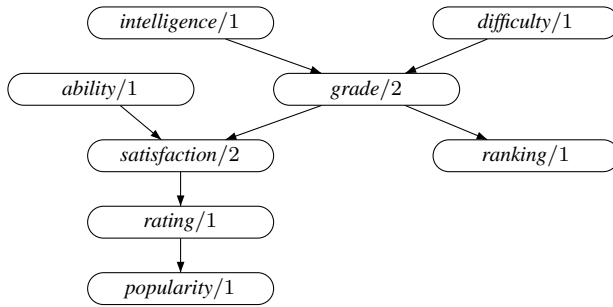 intelligence/1
difficulty/1
ability/1
grade/2
satisfaction/2
ranking/1
rating/1
popularity/1